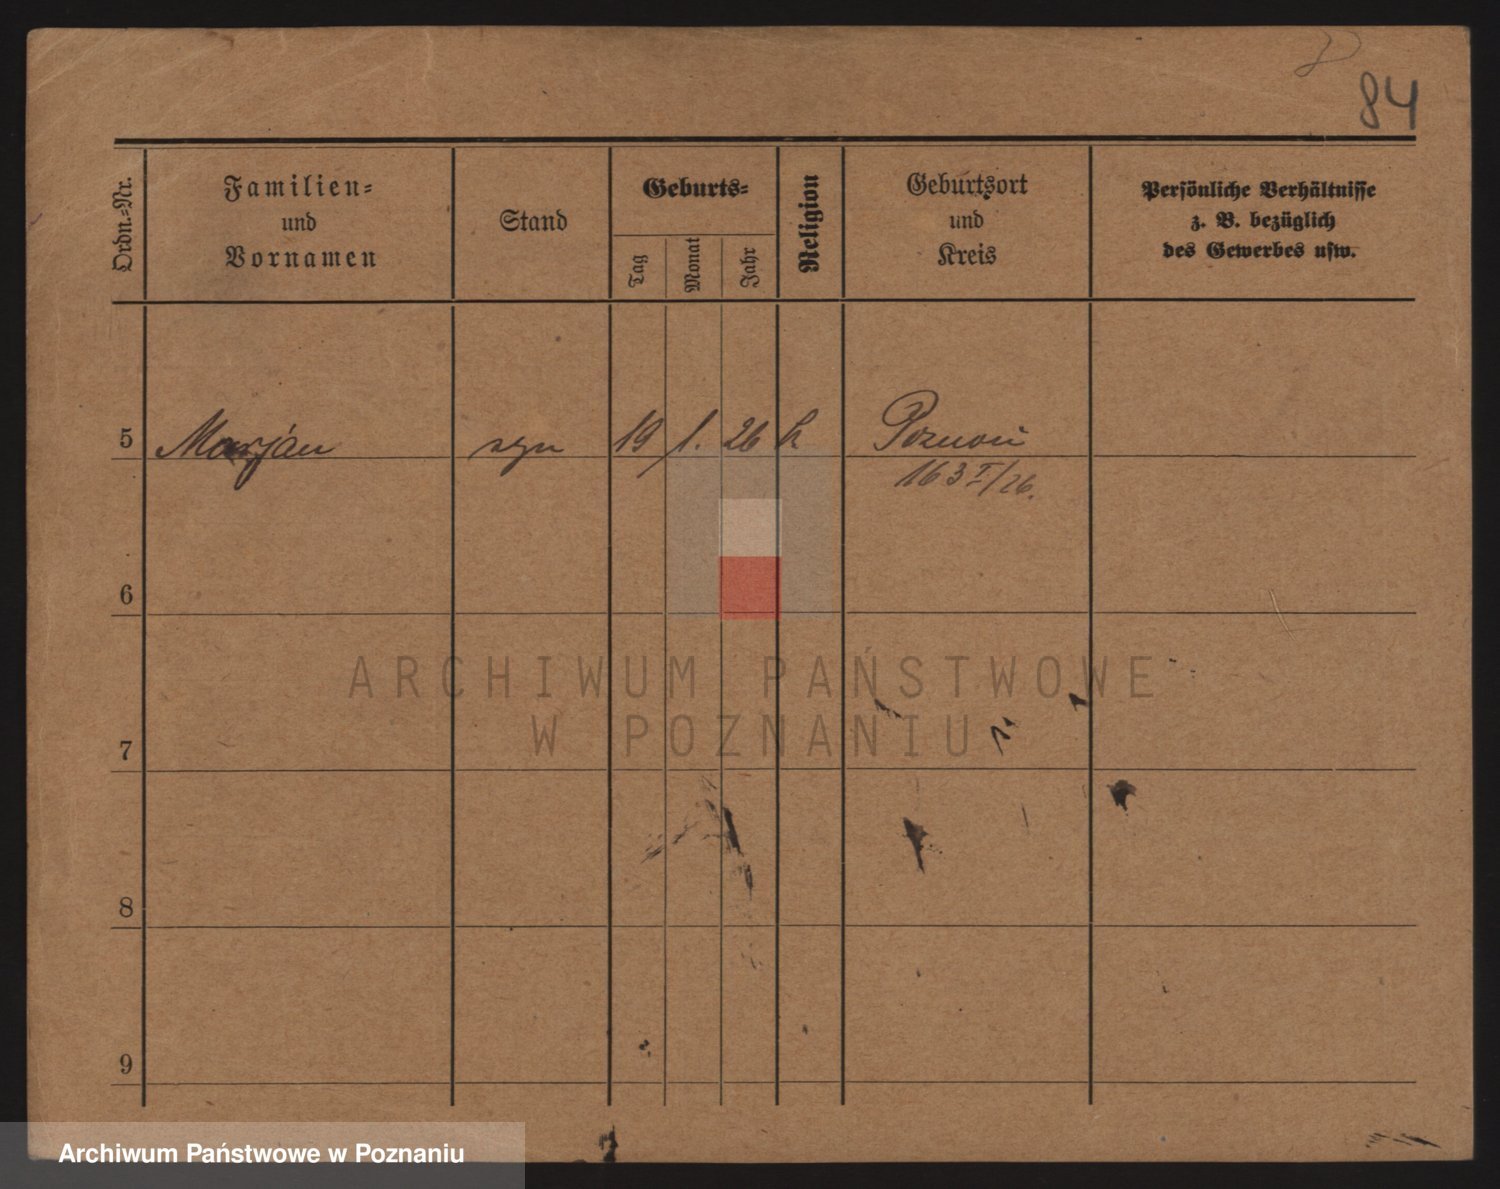 84
Ordn.-Nr.
Familien-
und
Vornamen
Stand
Geburts-
Tag
Monat
Jahr
Religion
Geburtsort
und
Kreis
Persönliche Verhältnisse
z. B. bezüglich
des Gewerbes usw.
5 Marjan syn 19 1. 26 k Poznań
163 I/26.
6
7
8
9
ARCHIWUM PAŃSTWOWE
W POZNANIU
Archiwum Państwowe w Poznaniu